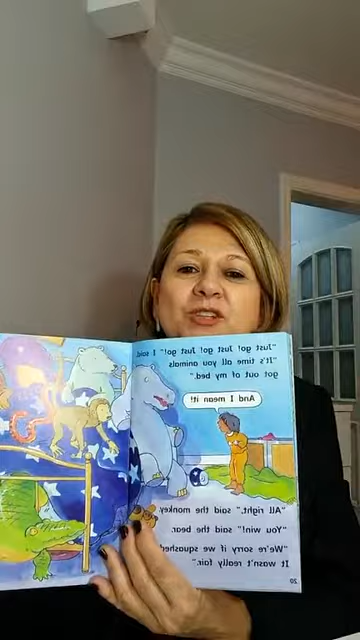 "Just go! Just go! Just go!" I said.
"It's time all you animals
got out of my bed."
And I mean it!
"All right," said the monkey
"You win!" said the bear.
"We're sorry if we squashed
It wasn't really fair."
20